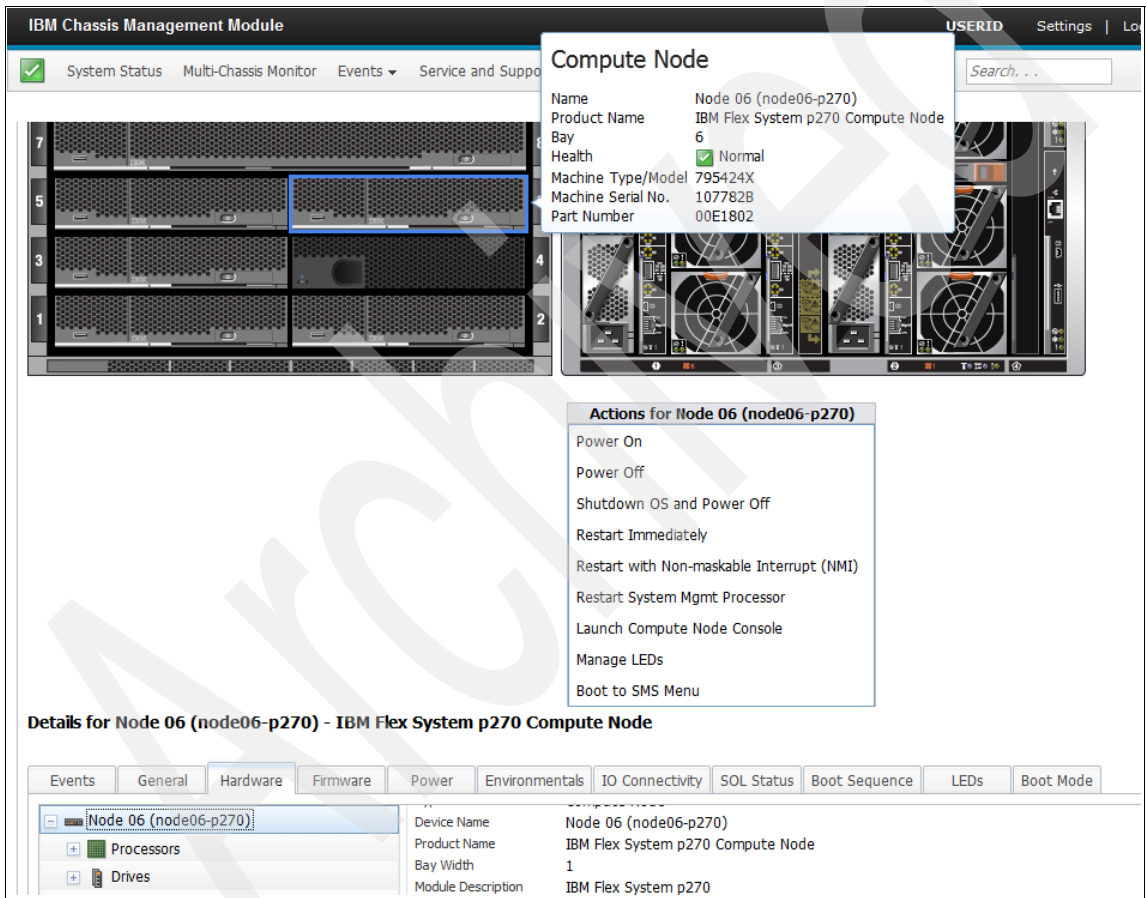 IBM Chassis Management Module
USERID Settings | Log
System Status Multi-Chassis Monitor Events Service and Suppo
Search. . .
Compute Node
Name Node 06 (node06-p270)
Product Name IBM Flex System p270 Compute Node
Bay 6
Health Normal
Machine Type/Model 795424X
Machine Serial No. 107782B
Part Number 00E1802
7
5
3 4
1 2
Actions for Node 06 (node06-p270)
Power On
Power Off
Shutdown OS and Power Off
Restart Immediately
Restart with Non-maskable Interrupt (NMI)
Restart System Mgmt Processor
Launch Compute Node Console
Manage LEDs
Boot to SMS Menu
Details for Node 06 (node06-p270) - IBM Flex System p270 Compute Node
Events General Hardware Firmware Power Environmentals IO Connectivity SOL Status Boot Sequence LEDs Boot Mode
Node 06 (node06-p270)
Processors
Drives
Device Name Node 06 (node06-p270)
Product Name IBM Flex System p270 Compute Node
Bay Width 1
Module Description IBM Flex System p270
Archived